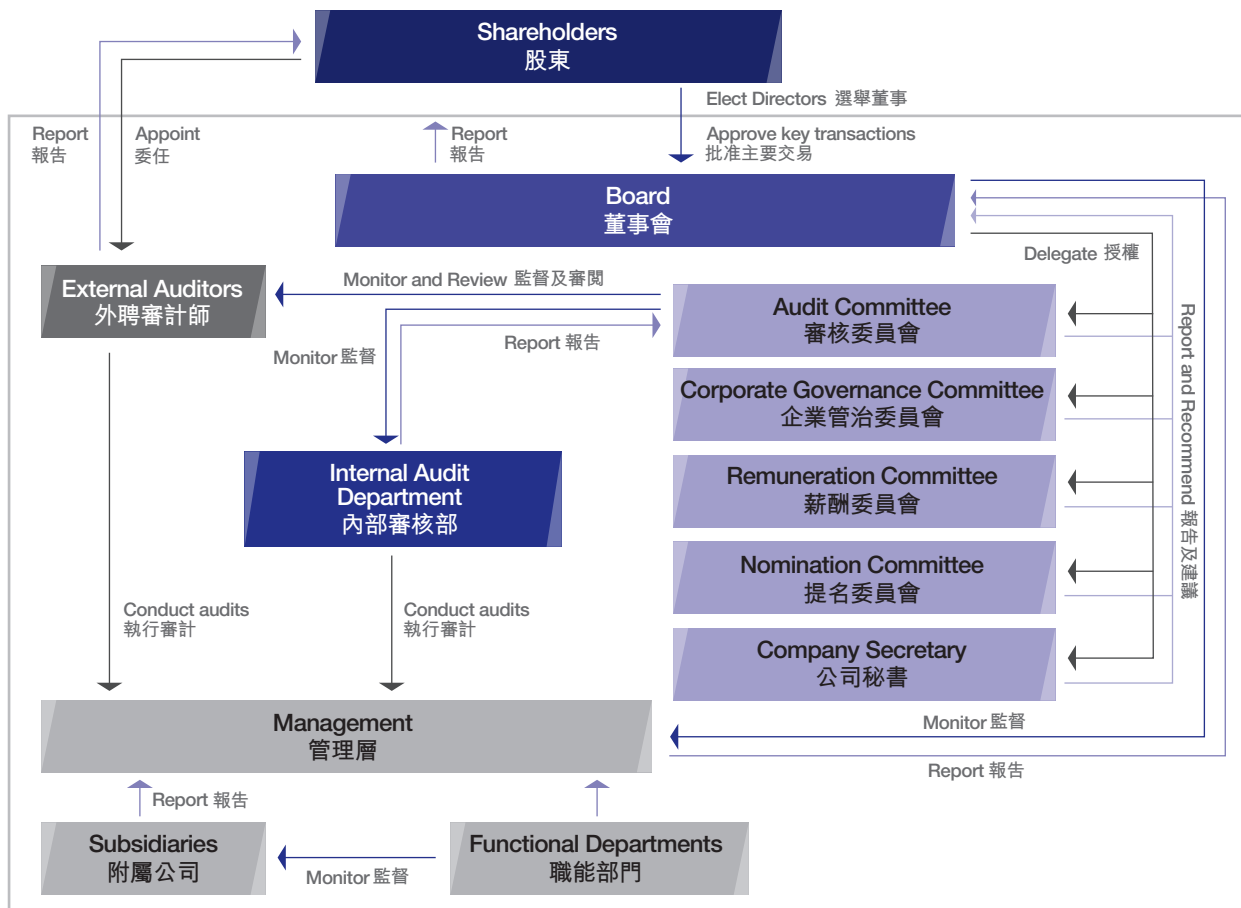 Shareholders
股東
Elect Directors 選舉董事
Report
報告
Appoint
委任
Report
報告
Approve key transactions
批准主要交易
Board
董事會
Delegate 授權
External Auditors
外聘審計師
Monitor and Review 監督及審閱
Audit Committee
審核委員會
Monitor 監督
Report 報告
Report and Recommend 報告及建議
Corporate Governance Committee
企業管治委員會
Internal Audit
Department
內部審核部
Remuneration Committee
薪酬委員會
Nomination Committee
提名委員會
Conduct audits
執行審計
Conduct audits
執行審計
Company Secretary
公司秘書
Management
管理層
Monitor 監督
Report 報告
Report 報告
Subsidiaries
附屬公司
Monitor 監督
Functional Departments
職能部門